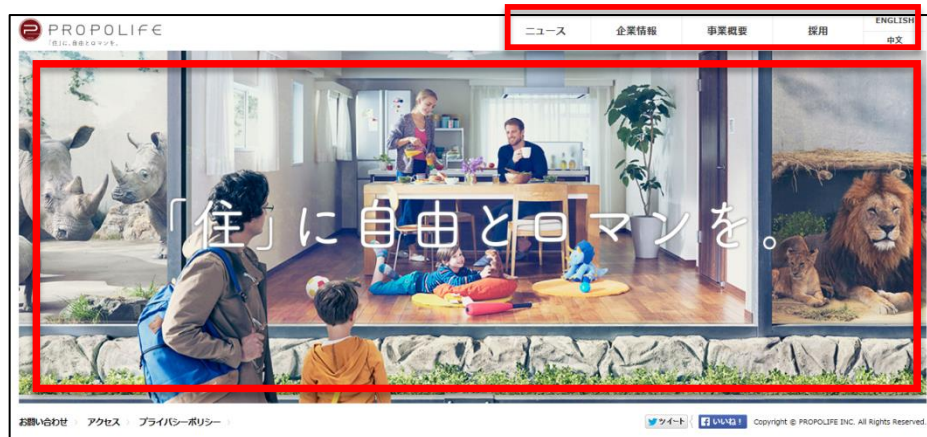 PROPOLIFE
「住」に、自由とロマンを。
ニュース 企業情報 事業概要 採用
ENGLISH
中文
「住」に自由とロマンを。
お問い合わせ アクセス プライバシーポリシー
ツイート いいね! Copyright © PROPOLIFE INC. All Rights Reserved.